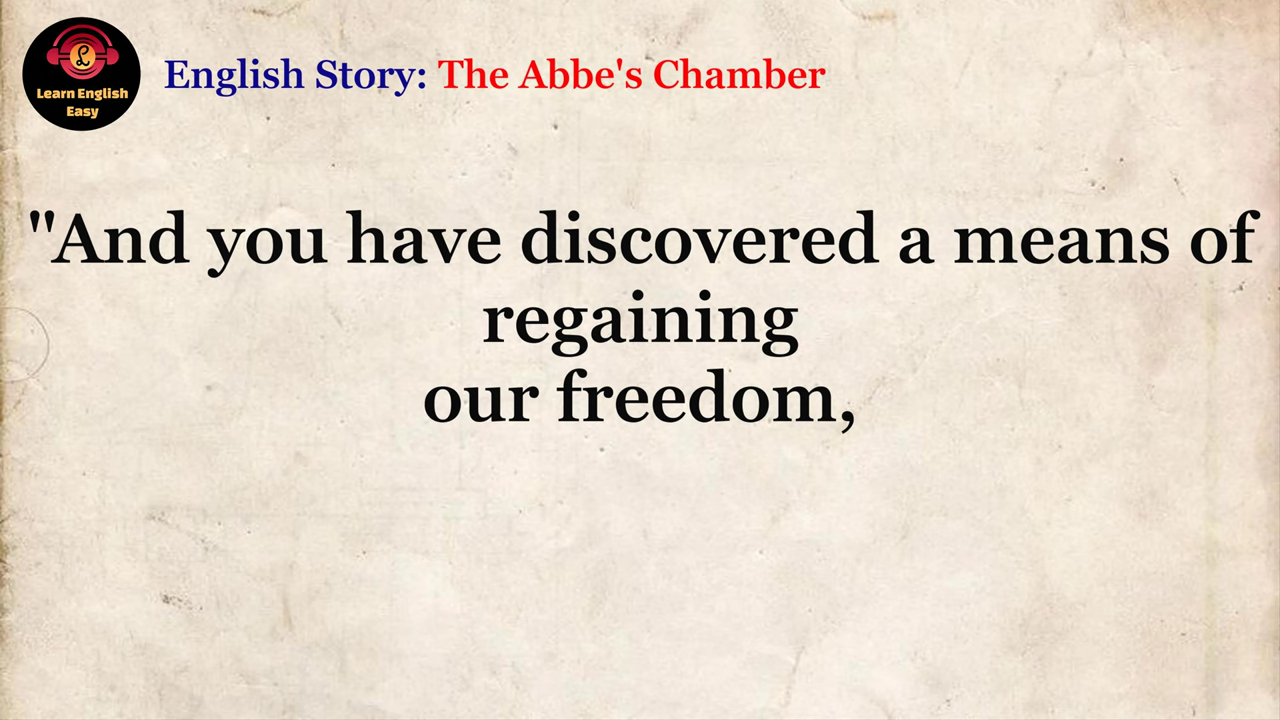 Learn English
Easy
English Story: The Abbe's Chamber
"And you have discovered a means of
regaining
our freedom,